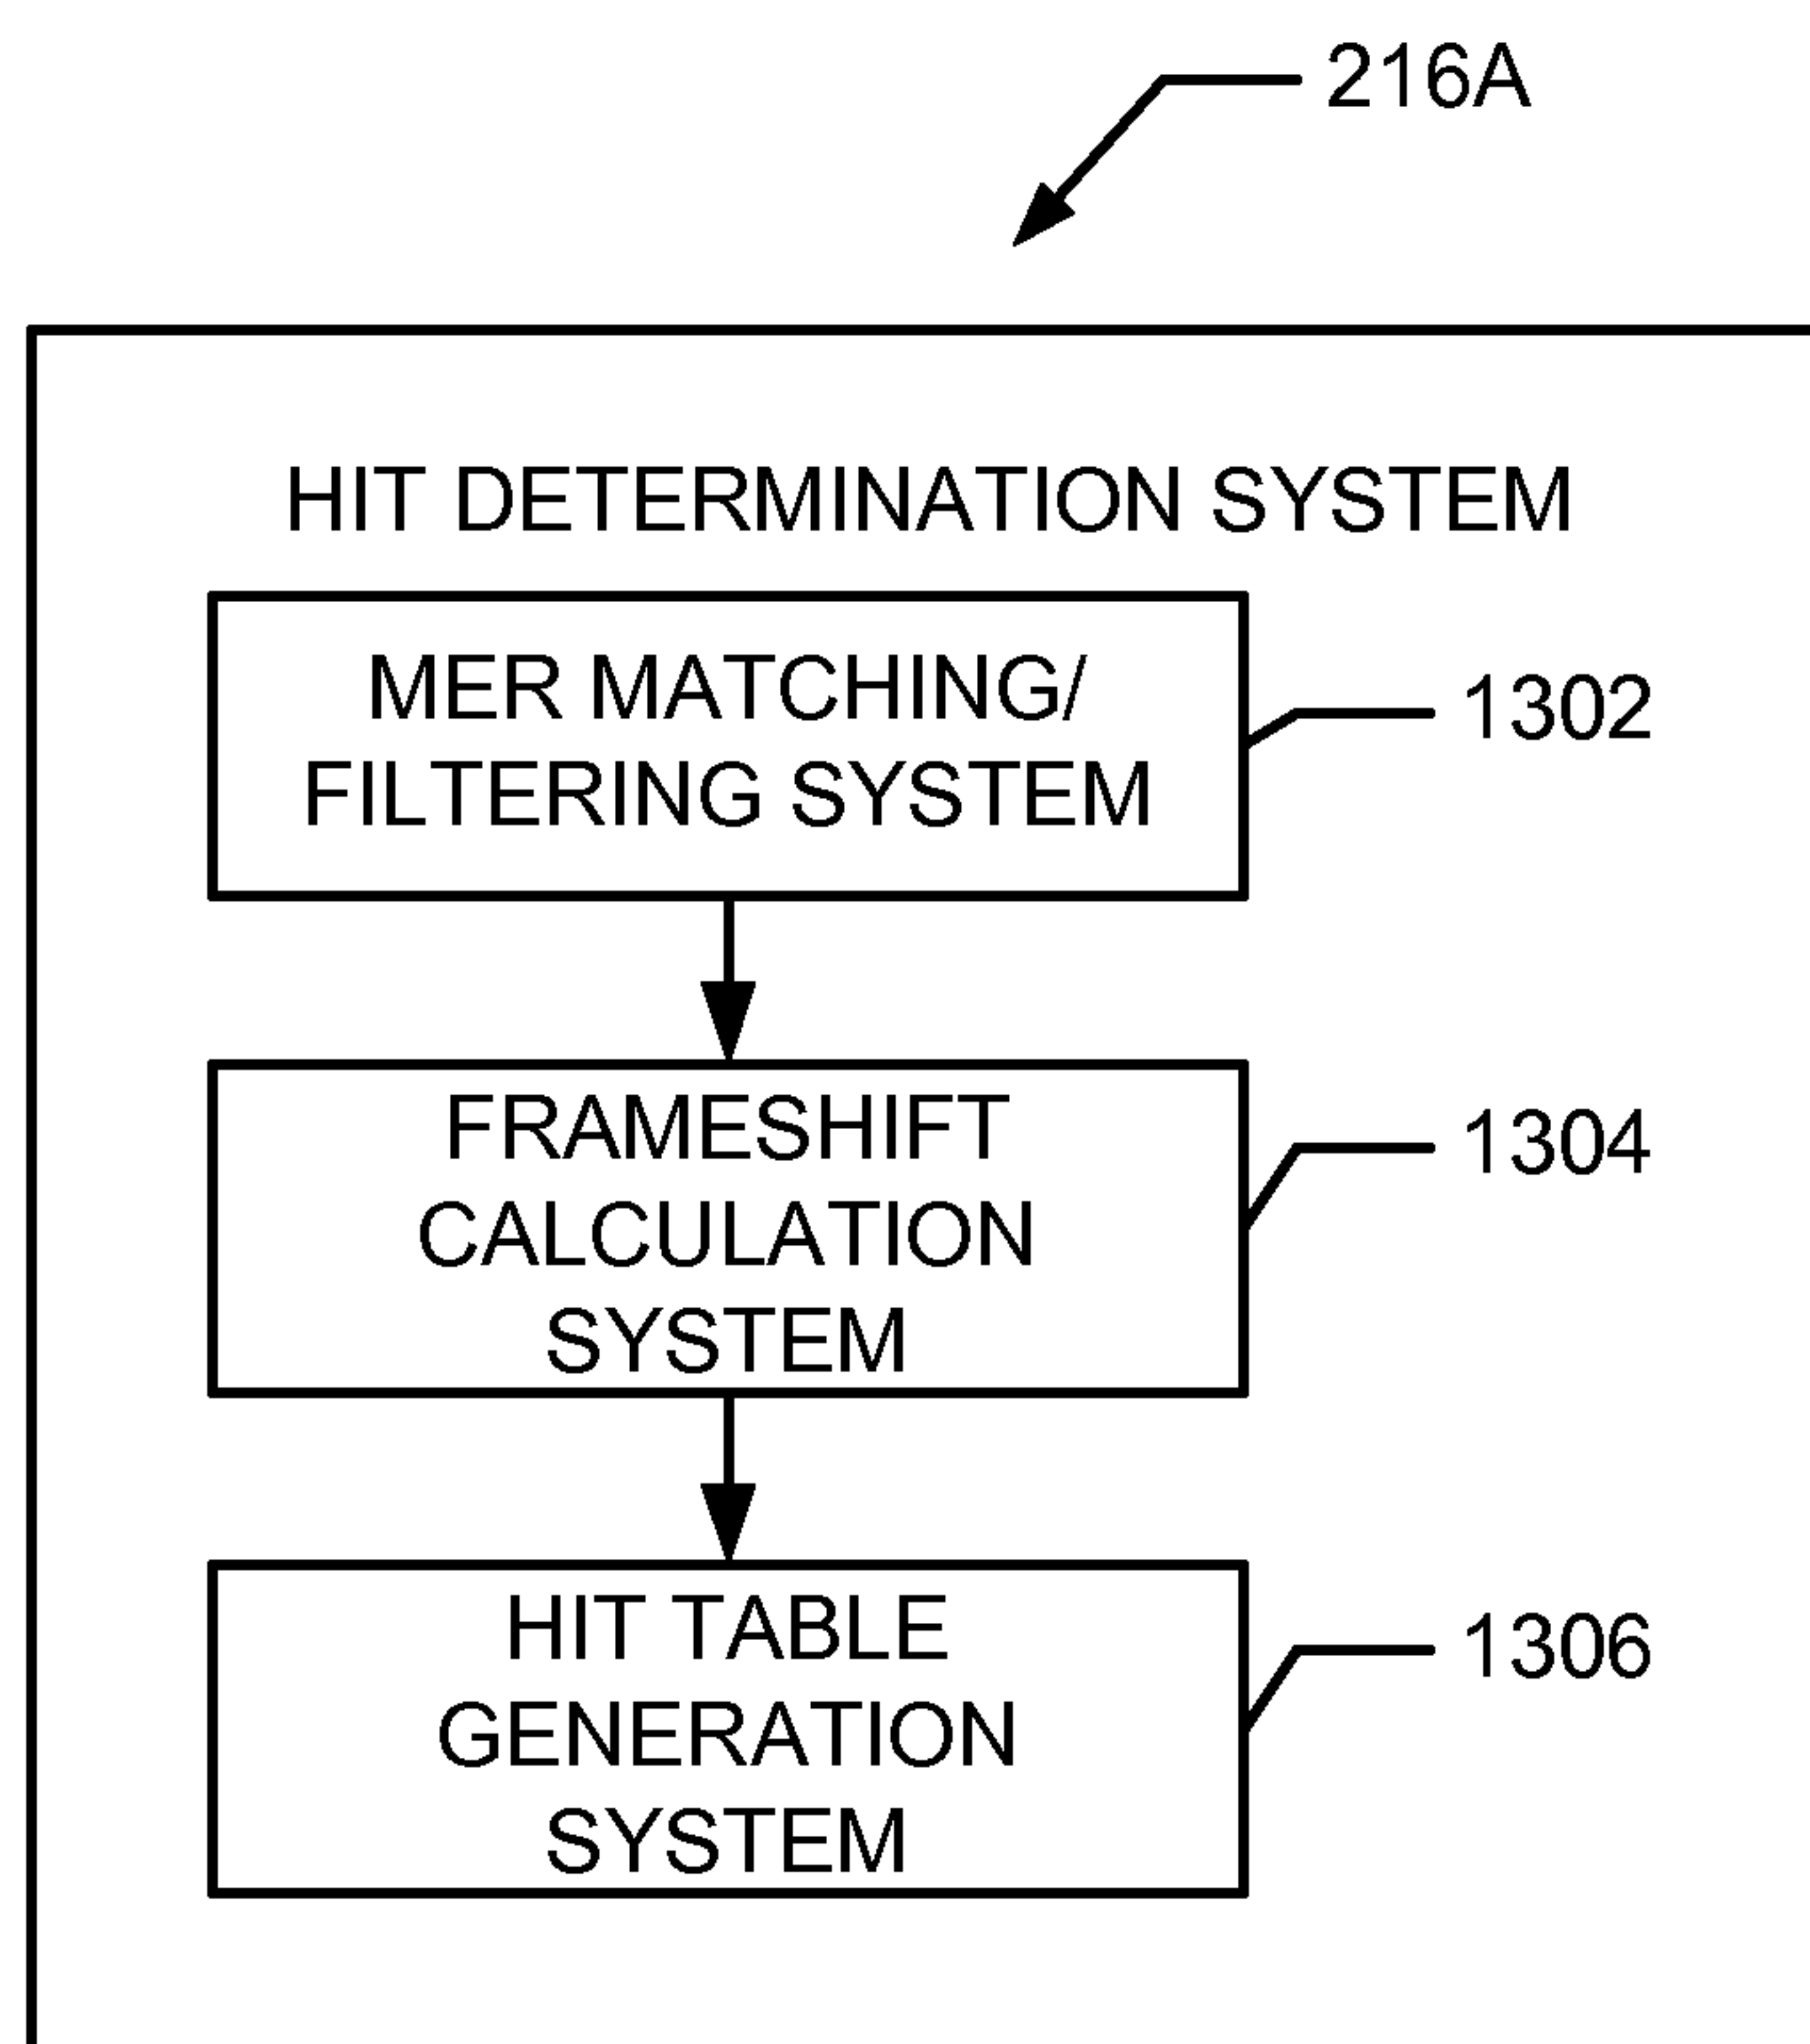 216A
HIT DETERMINATION SYSTEM
MER MATCHING/
FILTERING SYSTEM
1302
FRAMESHIFT
CALCULATION
SYSTEM
1304
HIT TABLE
GENERATION
SYSTEM
1306